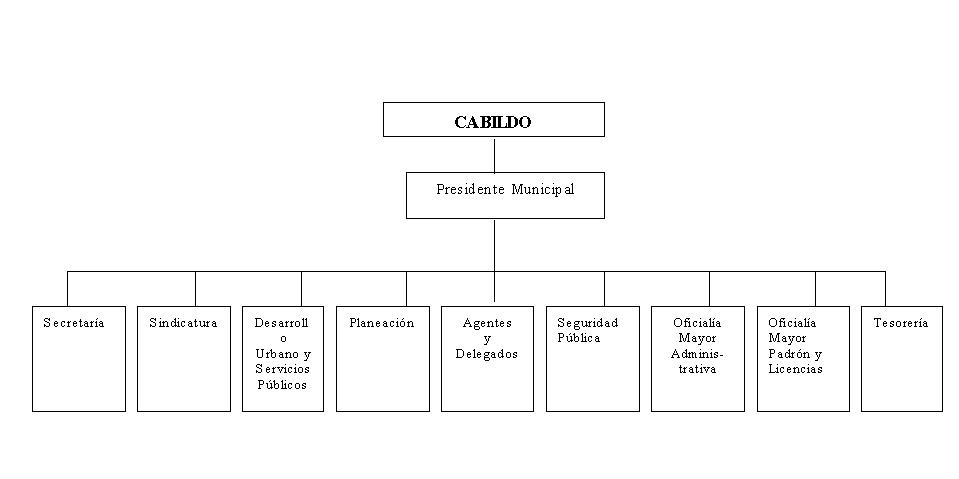 CABILDO
Presidente Municipal
Secretaría
Sindicatura
Desarroll
o
Urbano y
Servicios
Públicos
Planeación
Agentes
y
Delegados
Seguridad
Pública
Oficialía
Mayor
Adminis-
trativa
Oficialía
Mayor
Padrón y
Licencias
Tesorería